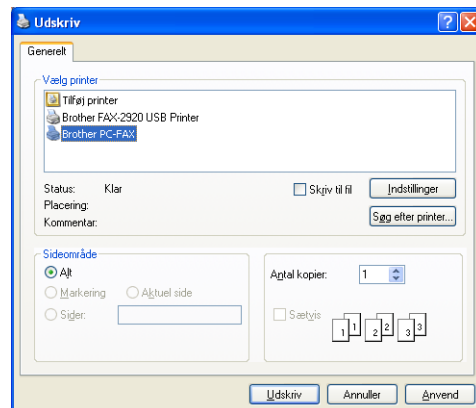 Udskriv
Generelt
Vælg printer
Tilføj printer
Brother FAX-2920 USB Printer
Brother PC-FAX
Status: Klar
Skriv til fil
Indstillinger
Placering:
Kommentar:
Søg efter printer...
Sideområde
Alt
Markering
Aktuel side
Sider:
Antal kopier: 1
Sætvis
1 1 2 2 3 3
Udskriv
Annuller
Anvend